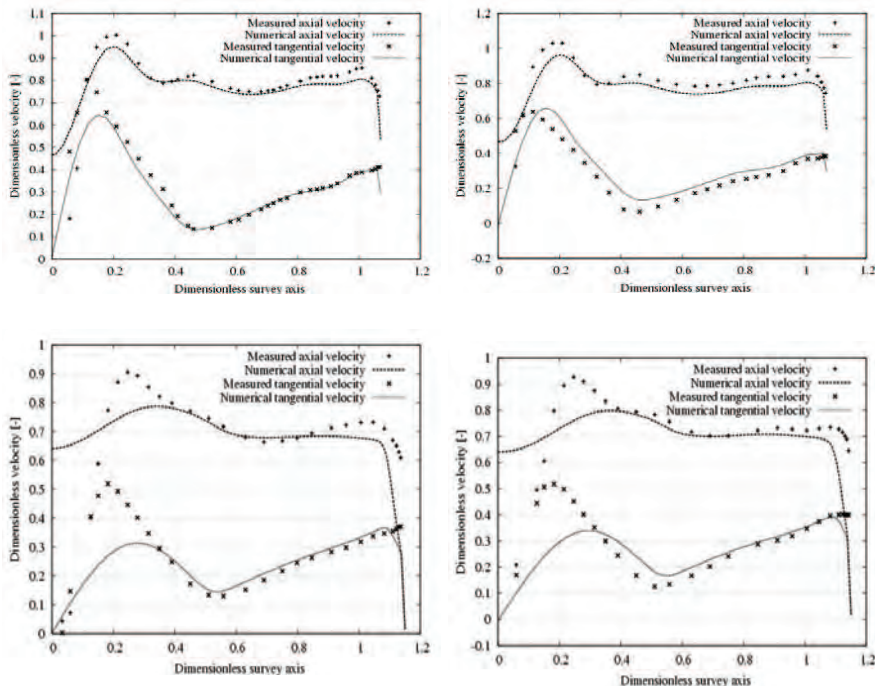 Measured axial velocity
Numerical axial velocity
Measured tangential velocity
Numerical tangential velocity
Dimensionless velocity [-]
1.1
1
0.9
0.8
0.7
0.6
0.5
0.4
0.3
0.2
0.1
0
0 0.2 0.4 0.6 0.8 1 1.2
Dimensionless survey axis
Measured axial velocity
Numerical axial velocity
Measured tangential velocity
Numerical tangential velocity
Dimensionless velocity [-]
1.2
1
0.8
0.6
0.4
0.2
0
-0.2
0 0.2 0.4 0.6 0.8 1 1.2
Dimensionless survey axis
Measured axial velocity
Numerical axial velocity
Measured tangential velocity
Numerical tangential velocity
Dimensionless velocity [-]
1
0.9
0.8
0.7
0.6
0.5
0.4
0.3
0.2
0.1
0
0 0.2 0.4 0.6 0.8 1 1.2
Dimensionless survey axis
Measured axial velocity
Numerical axial velocity
Measured tangential velocity
Numerical tangential velocity
Dimensionless velocity [-]
1
0.9
0.8
0.7
0.6
0.5
0.4
0.3
0.2
0.1
0
-0.1
0 0.2 0.4 0.6 0.8 1 1.2
Dimensionless survey axis